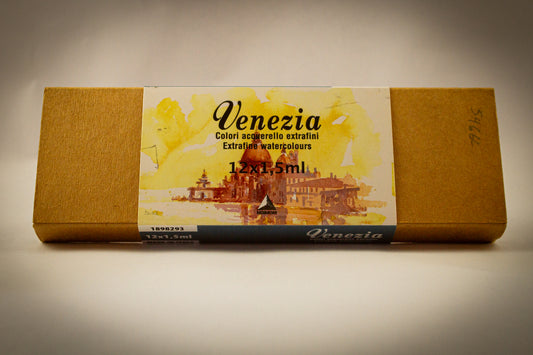 Venezia
Colori acquerello extrafini
Extrafine watercolours
12x1,5ml
1898293
12x1,5ml
Venezia